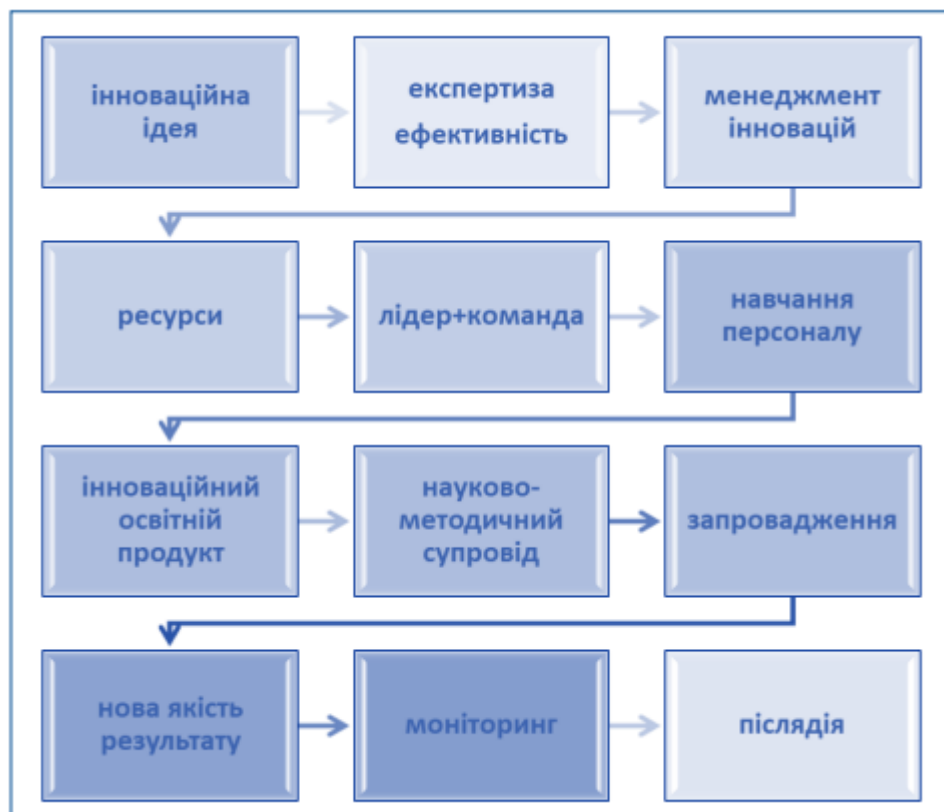 інноваційна
ідея
експертиза
ефективність
менеджмент
інновацій
ресурси
лідер+команда
навчання
персоналу
інноваційний
освітній
продукт
науково-
методичний
супровід
запровадження
нова якість
результату
моніторинг
післядія